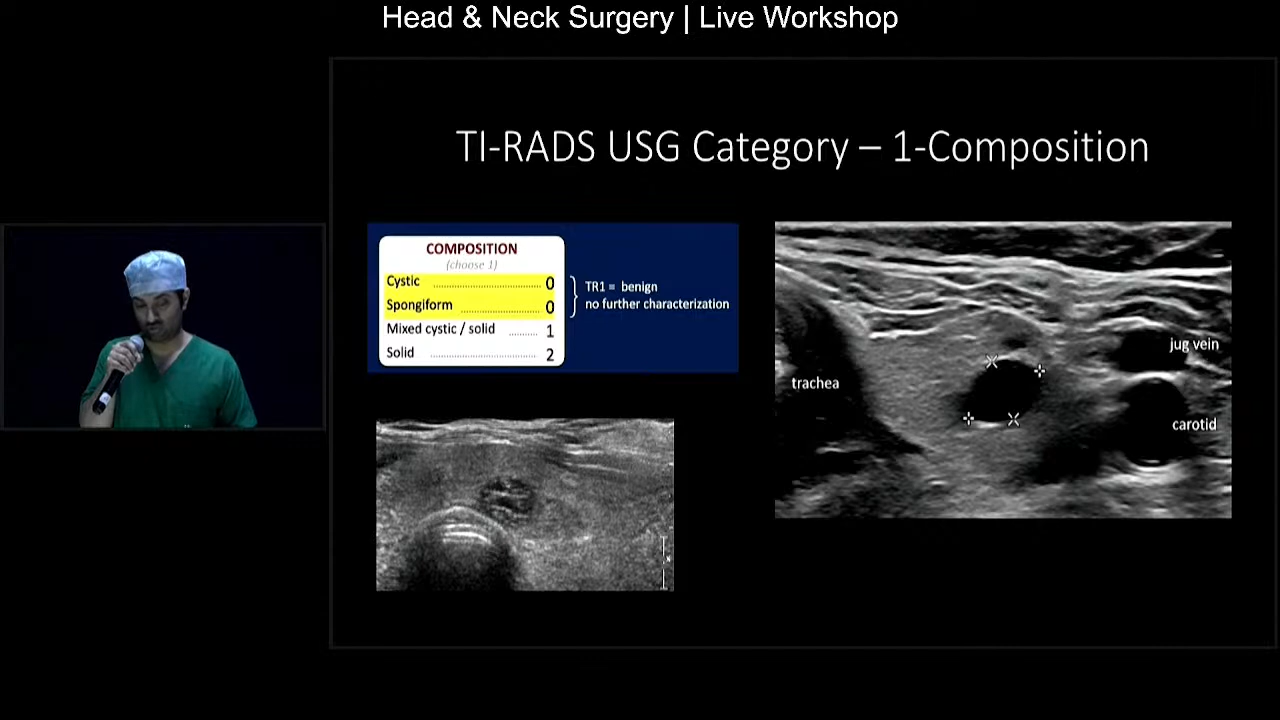 Head & Neck Surgery | Live Workshop
TI-RADS USG Category – 1-Composition
COMPOSITION
(choose 1)
Cystic ........................ 0
Spongiform .................. 0
Mixed cystic / solid ....... 1
Solid ......................... 2
TR1 = benign
no further characterization
trachea
jug vein
carotid